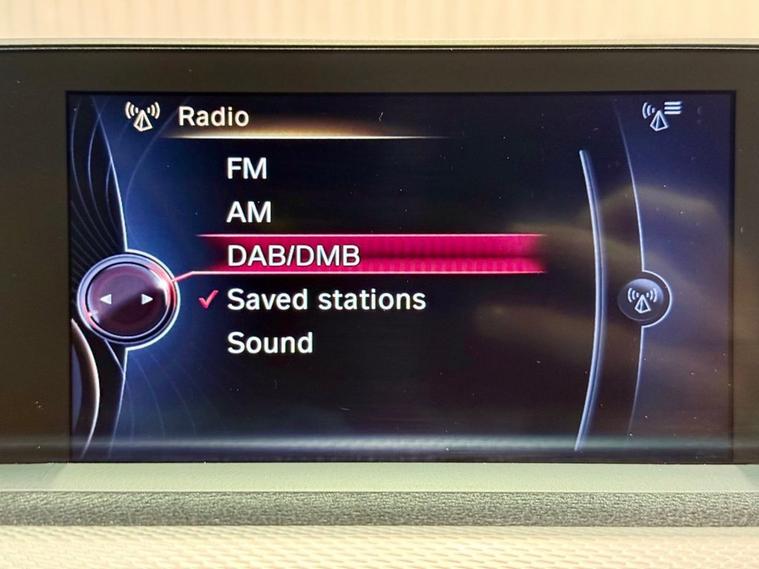 Radio
FM
AM
DAB/DMB
Saved stations
Sound